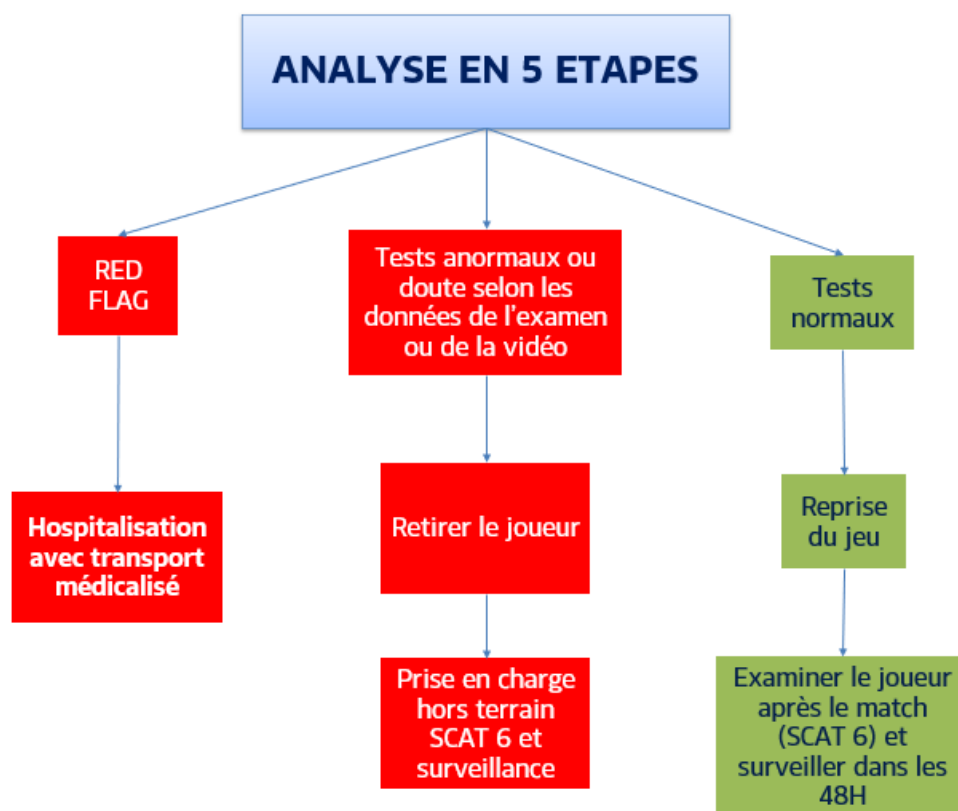 ANALYSE EN 5 ETAPES
RED
FLAG
Tests anormaux ou
doute selon les
données de l'examen
ou de la vidéo
Tests
normaux
Hospitalisation
avec transport
médicalisé
Retirer le joueur
Reprise
du jeu
Prise en charge
hors terrain
SCAT 6 et
surveillance
Examiner le joueur
après le match
(SCAT 6) et
surveiller dans les
48H